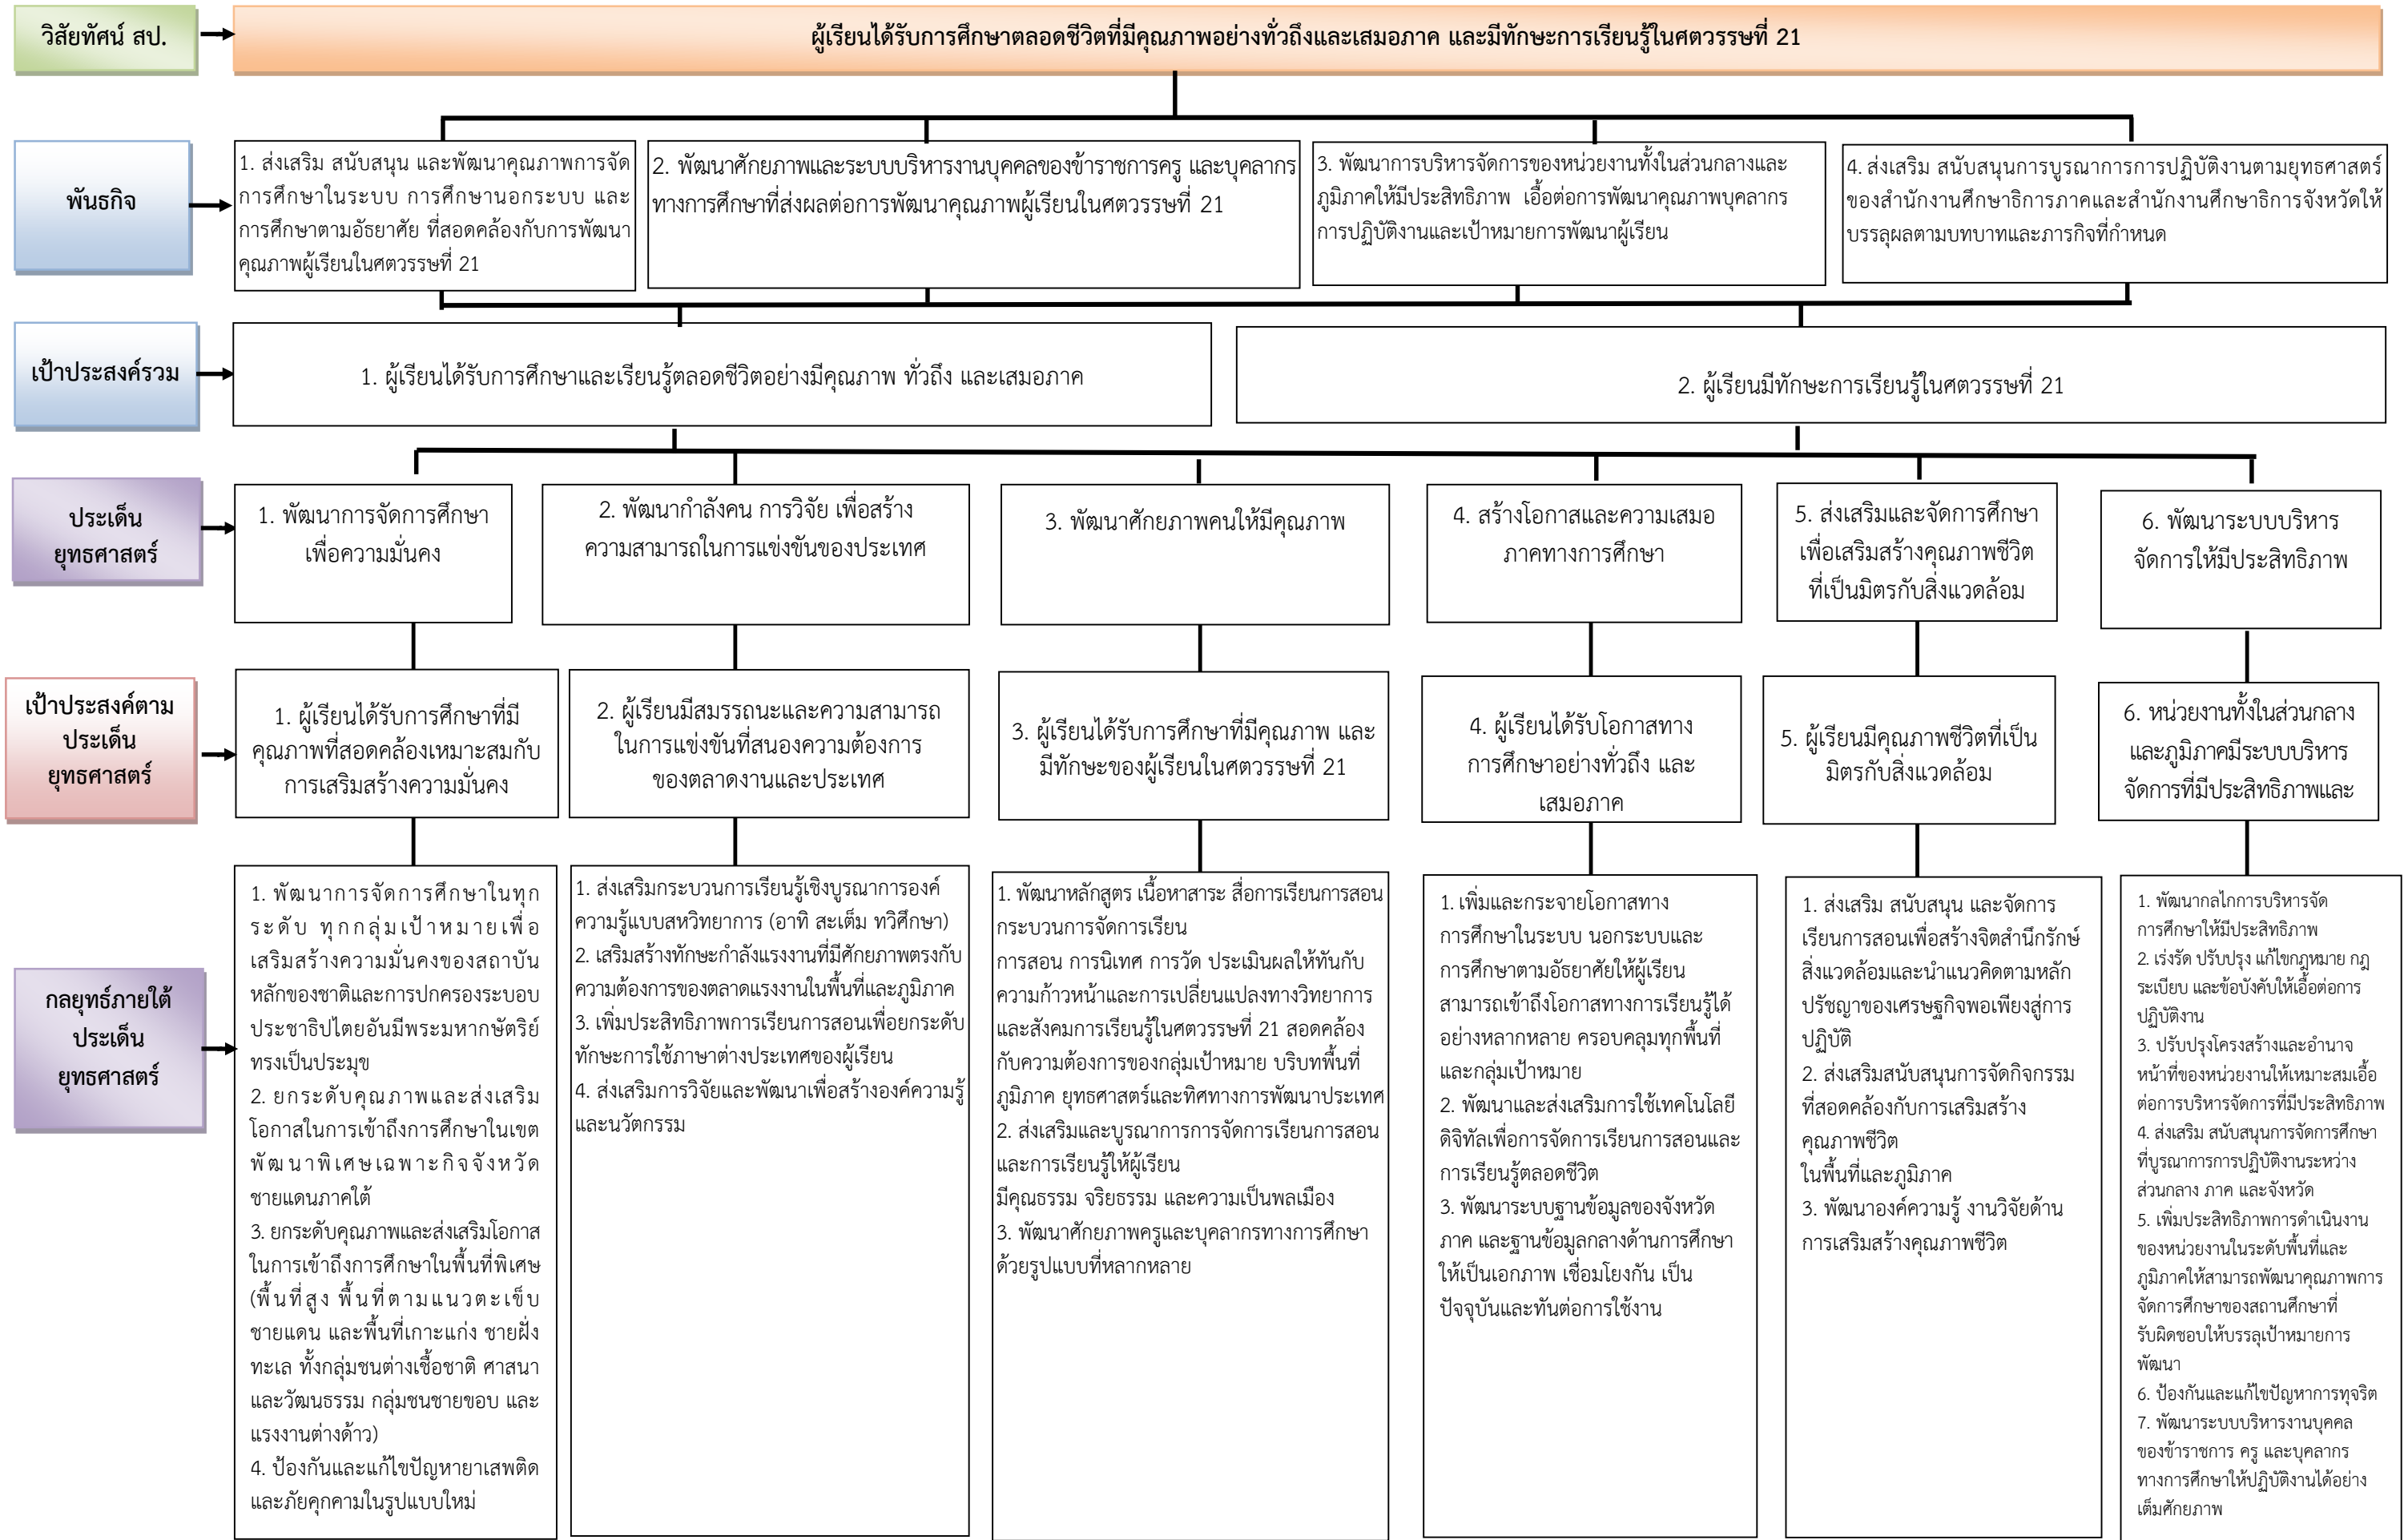 วิสัยทัศน์ สป.
ผู้เรียนได้รับการศึกษาตลอดชีวิตที่มีคุณภาพอย่างทั่วถึงและเสมอภาค และมีทักษะการเรียนรู้ในศตวรรษที่ 21
พันธกิจ
1. ส่งเสริม สนับสนุน และพัฒนาคุณภาพการจัด
การศึกษาในระบบ การศึกษานอกระบบ และ
การศึกษาตามอัธยาศัย ที่สอดคล้องกับการพัฒนา
คุณภาพผู้เรียนในศตวรรษที่ 21
2. พัฒนาศักยภาพและระบบบริหารงานบุคคลของข้าราชการครู และบุคลากร
ทางการศึกษาที่ส่งผลต่อการพัฒนาคุณภาพผู้เรียนในศตวรรษที่ 21
3. พัฒนาการบริหารจัดการของหน่วยงานทั้งในส่วนกลางและ
ภูมิภาคให้มีประสิทธิภาพ เอื้อต่อการพัฒนาคุณภาพบุคลากร
การปฏิบัติงานและเป้าหมายการพัฒนาผู้เรียน
4. ส่งเสริม สนับสนุนการบูรณาการการปฏิบัติงานตามยุทธศาสตร์
ของสำนักงานศึกษาธิการภาคและสำนักงานศึกษาธิการจังหวัดให้
บรรลุผลตามบทบาทและภารกิจที่กำหนด
เป้าประสงค์รวม
1. ผู้เรียนได้รับการศึกษาและเรียนรู้ตลอดชีวิตอย่างมีคุณภาพ ทั่วถึง และเสมอภาค
2. ผู้เรียนมีทักษะการเรียนรู้ในศตวรรษที่ 21
ประเด็น
ยุทธศาสตร์
1. พัฒนาการจัดการศึกษา
เพื่อความมั่นคง
2. พัฒนากำลังคน การวิจัย เพื่อสร้าง
ความสามารถในการแข่งขันของประเทศ
3. พัฒนาศักยภาพคนให้มีคุณภาพ
4. สร้างโอกาสและความเสมอ
ภาคทางการศึกษา
5. ส่งเสริมและจัดการศึกษา
เพื่อเสริมสร้างคุณภาพชีวิต
ที่เป็นมิตรกับสิ่งแวดล้อม
6. พัฒนาระบบบริหาร
จัดการให้มีประสิทธิภาพ
เป้าประสงค์ตาม
ประเด็น
ยุทธศาสตร์
1. ผู้เรียนได้รับการศึกษาที่มี
คุณภาพที่สอดคล้องเหมาะสมกับ
การเสริมสร้างความมั่นคง
2. ผู้เรียนมีสมรรถนะและความสามารถ
ในการแข่งขันที่สนองความต้องการ
ของตลาดงานและประเทศ
3. ผู้เรียนได้รับการศึกษาที่มีคุณภาพ และ
มีทักษะของผู้เรียนในศตวรรษที่ 21
4. ผู้เรียนได้รับโอกาสทาง
การศึกษาอย่างทั่วถึง และ
เสมอภาค
5. ผู้เรียนมีคุณภาพชีวิตที่เป็น
มิตรกับสิ่งแวดล้อม
6. หน่วยงานทั้งในส่วนกลาง
และภูมิภาคมีระบบบริหาร
จัดการที่มีประสิทธิภาพและ
กลยุทธ์ภายใต้
ประเด็น
ยุทธศาสตร์
1. พัฒนาการจัดการศึกษาในทุก
ระดับ ทุกกลุ่มเป้าหมายเพื่อ
เสริมสร้างความมั่นคงของสถาบัน
หลักของชาติและการปกครองระบอบ
ประชาธิปไตยอันมีพระมหากษัตริย์
ทรงเป็นประมุข
2. ยกระดับคุณภาพและส่งเสริม
โอกาสในการเข้าถึงการศึกษาในเขต
พัฒนาพิเศษเฉพาะกิจจังหวัด
ชายแดนภาคใต้
3. ยกระดับคุณภาพและส่งเสริมโอกาส
ในการเข้าถึงการศึกษาในพื้นที่พิเศษ
(พื้นที่สูง พื้นที่ตามแนวตะเข็บ
ชายแดน และพื้นที่เกาะแก่ง ชายฝั่ง
ทะเล ทั้งกลุ่มชนต่างเชื้อชาติ ศาสนา
และวัฒนธรรม กลุ่มชนชายขอบ และ
แรงงานต่างด้าว)
4. ป้องกันและแก้ไขปัญหายาเสพติด
และภัยคุกคามในรูปแบบใหม่
1. ส่งเสริมกระบวนการเรียนรู้เชิงบูรณาการองค์
ความรู้แบบสหวิทยาการ (อาทิ สะเต็ม ทวิศึกษา)
2. เสริมสร้างทักษะกำลังแรงงานที่มีศักยภาพตรงกับ
ความต้องการของตลาดแรงงานในพื้นที่และภูมิภาค
3. เพิ่มประสิทธิภาพการเรียนการสอนเพื่อยกระดับ
ทักษะการใช้ภาษาต่างประเทศของผู้เรียน
4. ส่งเสริมการวิจัยและพัฒนาเพื่อสร้างองค์ความรู้
และนวัตกรรม
1. พัฒนาหลักสูตร เนื้อหาสาระ สื่อการเรียนการสอน
กระบวนการจัดการเรียน
การสอน การนิเทศ การวัด ประเมินผลให้ทันกับ
ความก้าวหน้าและการเปลี่ยนแปลงทางวิทยาการ
และสังคมการเรียนรู้ในศตวรรษที่ 21 สอดคล้อง
กับความต้องการของกลุ่มเป้าหมาย บริบทพื้นที่
ภูมิภาค ยุทธศาสตร์และทิศทางการพัฒนาประเทศ
2. ส่งเสริมและบูรณาการการจัดการเรียนการสอน
และการเรียนรู้ให้ผู้เรียน
มีคุณธรรม จริยธรรม และความเป็นพลเมือง
3. พัฒนาศักยภาพครูและบุคลากรทางการศึกษา
ด้วยรูปแบบที่หลากหลาย
1. เพิ่มและกระจายโอกาสทาง
การศึกษาในระบบ นอกระบบและ
การศึกษาตามอัธยาศัยให้ผู้เรียน
สามารถเข้าถึงโอกาสทางการเรียนรู้ได้
อย่างหลากหลาย ครอบคลุมทุกพื้นที่
และกลุ่มเป้าหมาย
2. พัฒนาและส่งเสริมการใช้เทคโนโลยี
ดิจิทัลเพื่อการจัดการเรียนการสอนและ
การเรียนรู้ตลอดชีวิต
3. พัฒนาระบบฐานข้อมูลของจังหวัด
ภาค และฐานข้อมูลกลางด้านการศึกษา
ให้เป็นเอกภาพ เชื่อมโยงกัน เป็น
ปัจจุบันและทันต่อการใช้งาน
1. ส่งเสริม สนับสนุน และจัดการ
เรียนการสอนเพื่อสร้างจิตสำนึกรักษ์
สิ่งแวดล้อมและนำแนวคิดตามหลัก
ปรัชญาของเศรษฐกิจพอเพียงสู่การ
ปฏิบัติ
2. ส่งเสริมสนับสนุนการจัดกิจกรรม
ที่สอดคล้องกับการเสริมสร้าง
คุณภาพชีวิต
ในพื้นที่และภูมิภาค
3. พัฒนาองค์ความรู้ งานวิจัยด้าน
การเสริมสร้างคุณภาพชีวิต
1. พัฒนากลไกการบริหารจัด
การศึกษาให้มีประสิทธิภาพ
2. เร่งรัด ปรับปรุง แก้ไขกฎหมาย กฎ
ระเบียบ และข้อบังคับให้เอื้อต่อการ
ปฏิบัติงาน
3. ปรับปรุงโครงสร้างและอำนาจ
หน้าที่ของหน่วยงานให้เหมาะสมเอื้อ
ต่อการบริหารจัดการที่มีประสิทธิภาพ
4. ส่งเสริม สนับสนุนการจัดการศึกษา
ที่บูรณาการการปฏิบัติงานระหว่าง
ส่วนกลาง ภาค และจังหวัด
5. เพิ่มประสิทธิภาพการดำเนินงาน
ของหน่วยงานในระดับพื้นที่และ
ภูมิภาคให้สามารถพัฒนาคุณภาพการ
จัดการศึกษาของสถานศึกษาที่
รับผิดชอบให้บรรลุเป้าหมายการ
พัฒนา
6. ป้องกันและแก้ไขปัญหาการทุจริต
7. พัฒนาระบบบริหารงานบุคคล
ของข้าราชการ ครู และบุคลากร
ทางการศึกษาให้ปฏิบัติงานได้อย่าง
เต็มศักยภาพ